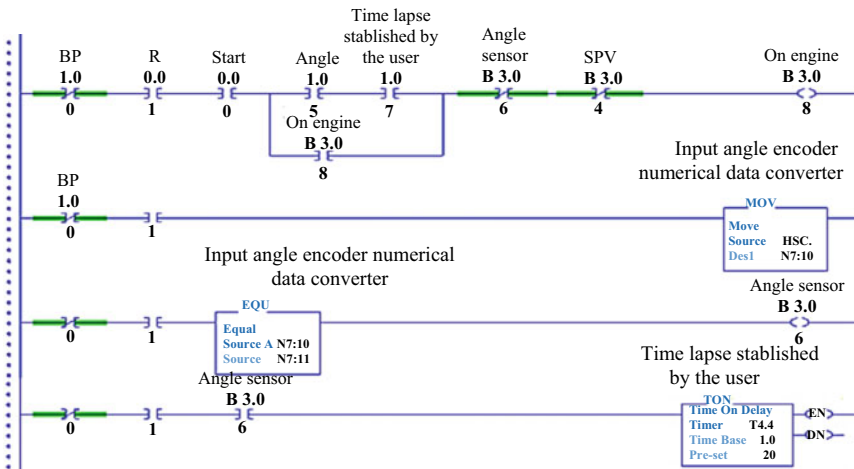 Time lapse
stablished by
the user
BP R Start Angle
Angle
sensor
SPV On engine
1.0 0.0 0.0 1.0 1.0 B 3.0 B 3.0 B 3.0
0 1 0 5 7 6 4 8
On engine
B 3.0
8
Input angle encoder
numerical data converter
BP
1.0
0 1
MOV
Move
Source HSC.
Des1 N7:10
Input angle encoder numerical
data converter
Angle sensor
B 3.0
6
0 1
EQU
Equal
Source A N7:10
Source N7:11
Time lapse stablished
by the user
Angle sensor
B 3.0
0 1 6
TON
Time On Delay
Timer T4.4
Time Base 1.0
Pre-set 20
EN
DN